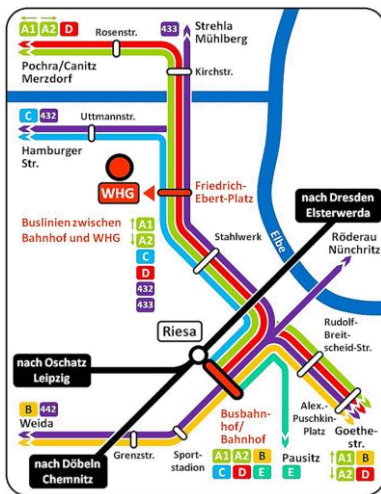 A1 A2 D
Rosenstr.
Pochra/Canitz
Merzdorf
433
Strehla
Mühlberg
Kirchstr.
C 432
Uttmannstr.
Hamburger
Str.
WHG
Friedrich-
Ebert-Platz
Buslinien zwischen
Bahnhof und WHG
A1
A2
C
D
432
433
Stahlwerk
nach Dresden
Elsterwerda
Elbe
Röderau
Nünchritz
Riesa
Rudolf-
Breit-
scheid-Str.
nach Oschatz
Leipzig
Alex.-
Puschkin-
Platz
Goethe-
str.
A1 B
A2 D
B 442
Weida
Grenzstr.
Sport-
stadion
Busbahn-
hof/
Bahnhof
A1 A2 B
C D E
Pausitz
E
nach Döbeln
Chemnitz